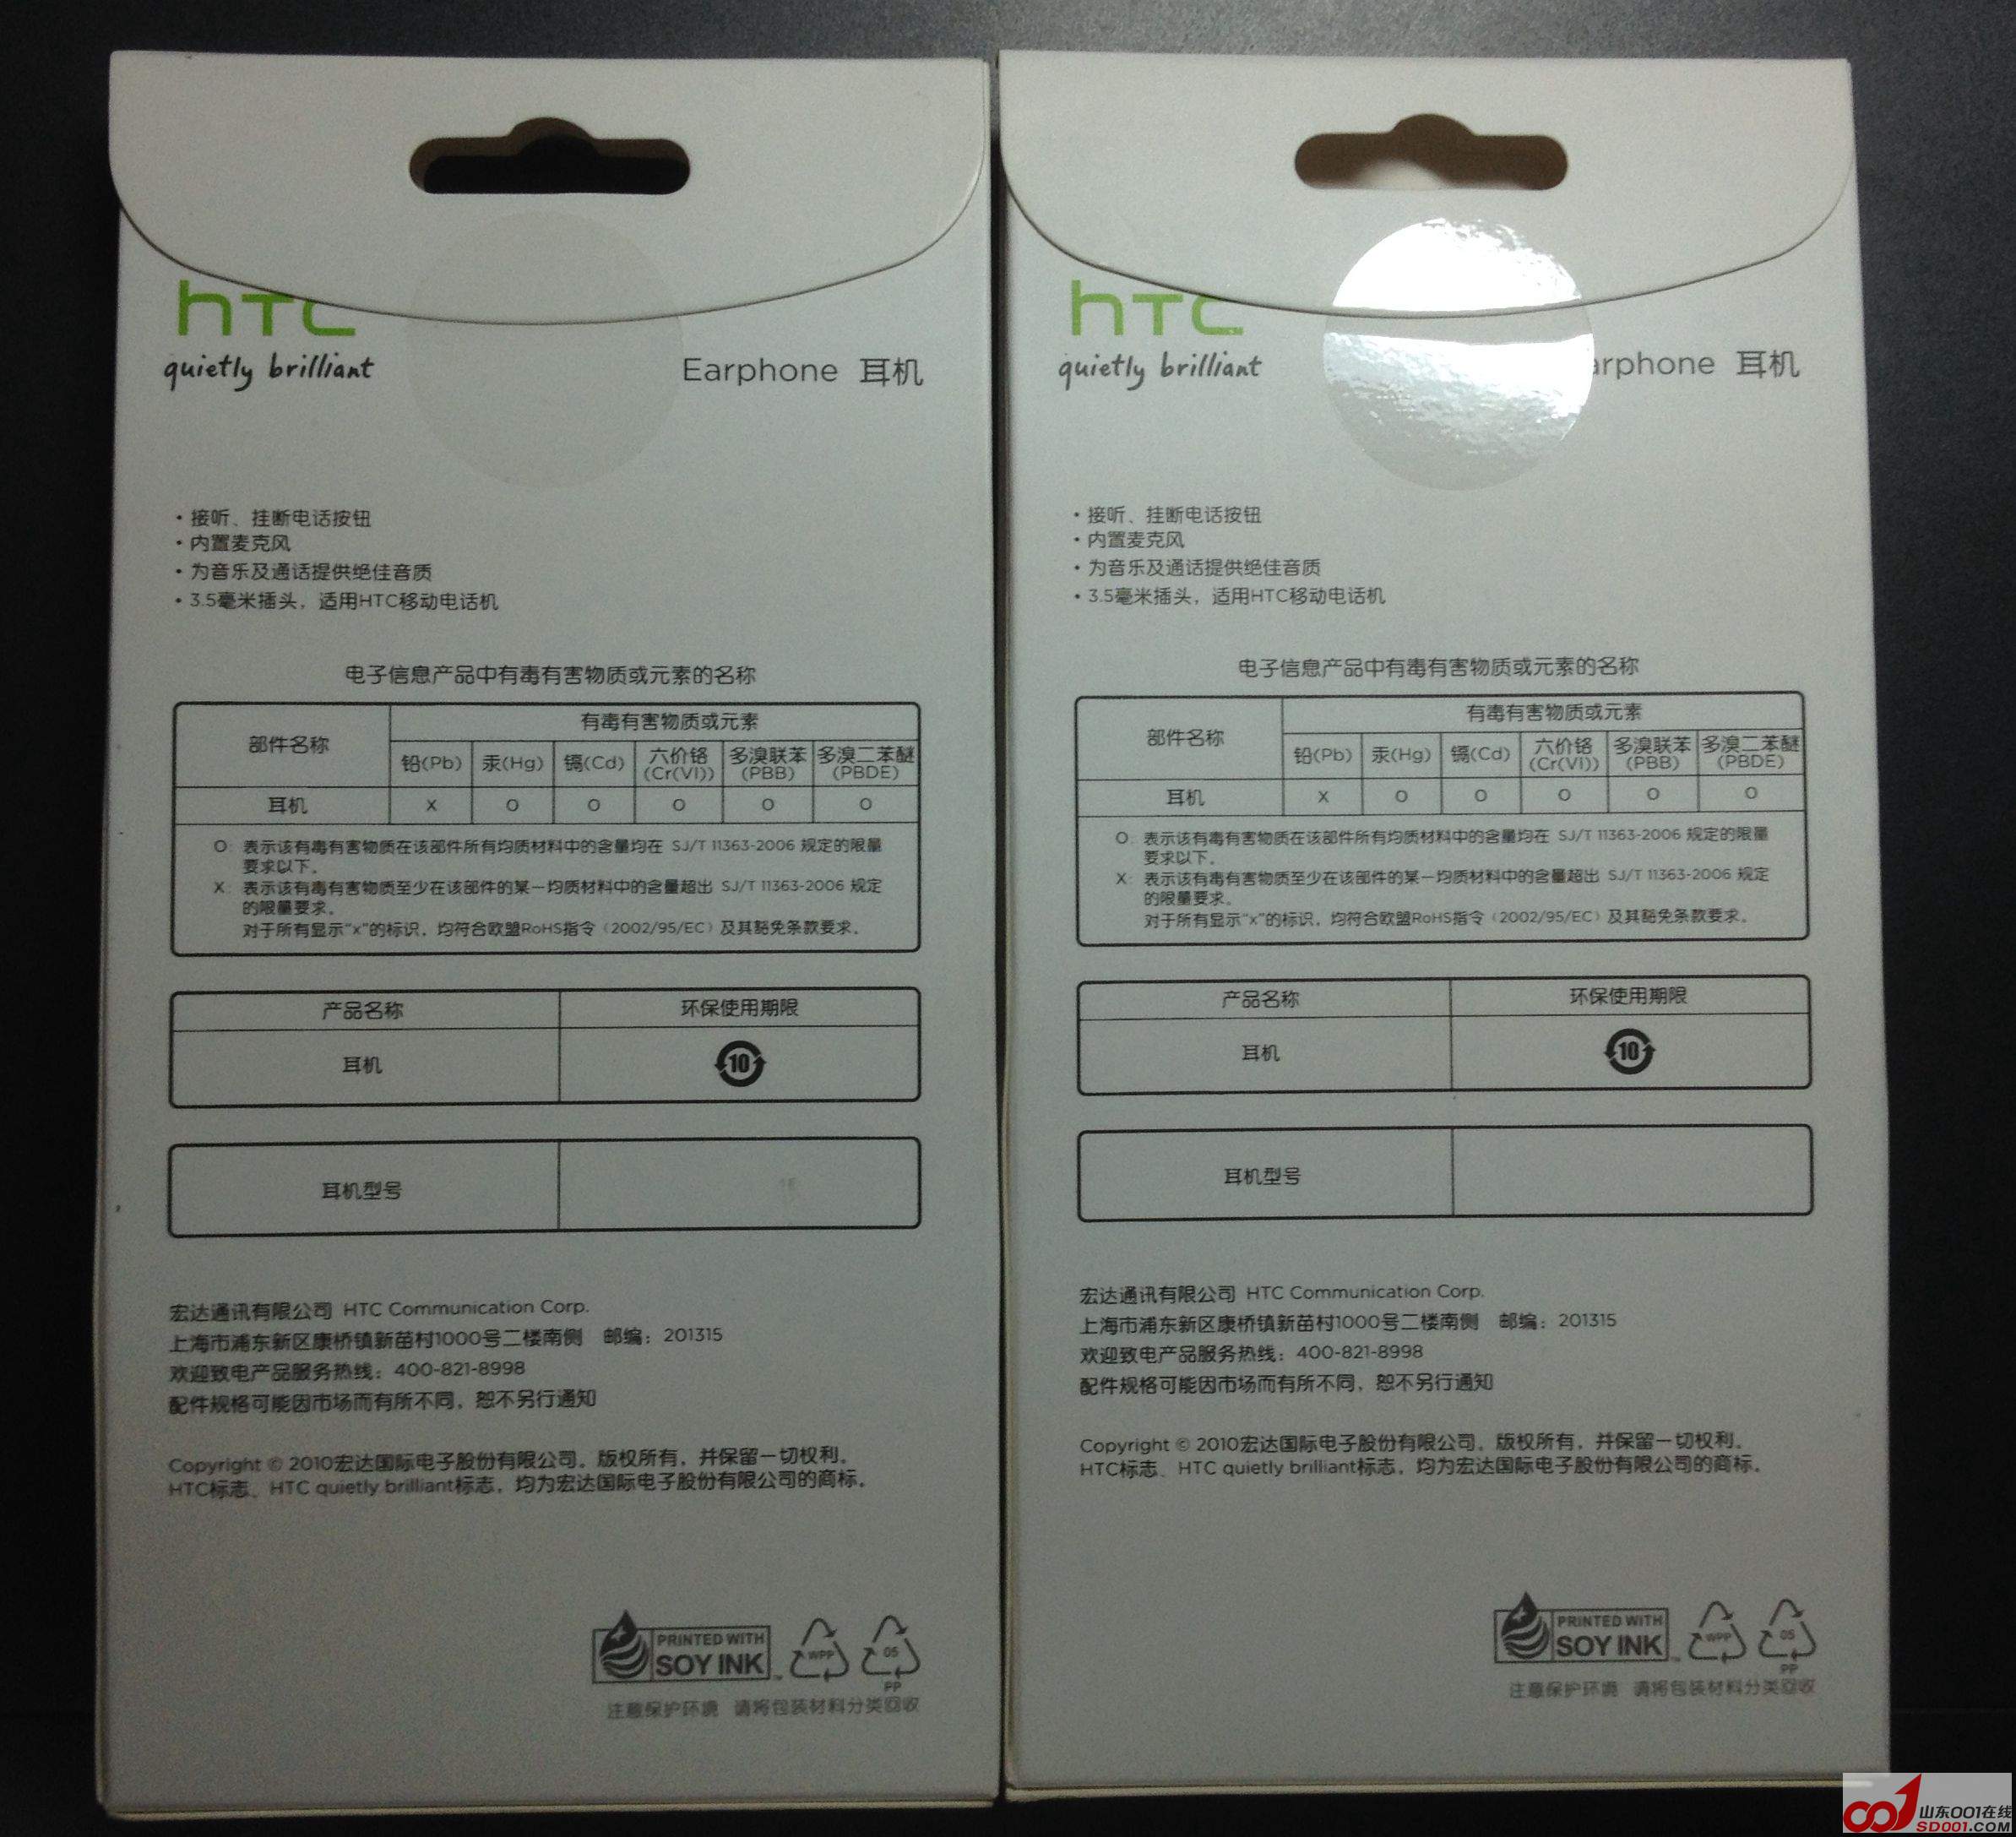 hTC
quietly brilliant
Earphone 耳机
·接听、挂断电话按钮
·内置麦克风
·为音乐及通话提供绝佳音质
·3.5毫米插头，适用HTC移动电话机
电子信息产品中有毒有害物质或元素的名称
部件名称
有毒有害物质或元素
铅(Pb) 汞(Hg) 镉(Cd) 六价铬(Cr(VI)) 多溴联苯(PBB) 多溴二苯醚(PBDE)
耳机 X O O O O O
O: 表示该有毒有害物质在该部件所有均质材料中的含量均在 SJ/T 11363-2006 规定的限量
要求以下。
X: 表示该有毒有害物质至少在该部件的某一均质材料中的含量超出 SJ/T 11363-2006 规定
的限量要求。
对于所有显示“x”的标识，均符合欧盟RoHS指令（2002/95/EC）及其豁免条款要求。
产品名称 环保使用期限
耳机 10
耳机型号
宏达通讯有限公司 HTC Communication Corp.
上海市浦东新区康桥镇新苗村1000号二楼南侧 邮编：201315
欢迎致电产品服务热线：400-821-8998
配件规格可能因市场而有所不同，恕不另行通知
Copyright © 2010宏达国际电子股份有限公司。版权所有，并保留一切权利。
HTC标志、HTC quietly brilliant标志，均为宏达国际电子股份有限公司的商标。
PRINTED WITH
SOY INK
WPP
05
PP
注意保护环境 请将包装材料分类回收
hTC
quietly brilliant
arphone 耳机
·接听、挂断电话按钮
·内置麦克风
·为音乐及通话提供绝佳音质
·3.5毫米插头，适用HTC移动电话机
电子信息产品中有毒有害物质或元素的名称
部件名称
有毒有害物质或元素
铅(Pb) 汞(Hg) 镉(Cd) 六价铬(Cr(VI)) 多溴联苯(PBB) 多溴二苯醚(PBDE)
耳机 X O O O O O
O: 表示该有毒有害物质在该部件所有均质材料中的含量均在 SJ/T 11363-2006 规定的限量
要求以下。
X: 表示该有毒有害物质至少在该部件的某一均质材料中的含量超出 SJ/T 11363-2006 规定
的限量要求。
对于所有显示“x”的标识，均符合欧盟RoHS指令（2002/95/EC）及其豁免条款要求。
产品名称 环保使用期限
耳机 10
耳机型号
宏达通讯有限公司 HTC Communication Corp.
上海市浦东新区康桥镇新苗村1000号二楼南侧 邮编：201315
欢迎致电产品服务热线：400-821-8998
配件规格可能因市场而有所不同，恕不另行通知
Copyright © 2010宏达国际电子股份有限公司。版权所有，并保留一切权利。
HTC标志、HTC quietly brilliant标志，均为宏达国际电子股份有限公司的商标。
PRINTED WITH
SOY INK
WPP
05
PP
注意保护环境 请将包装材料分类回收
001 山东001在线
SD001.COM